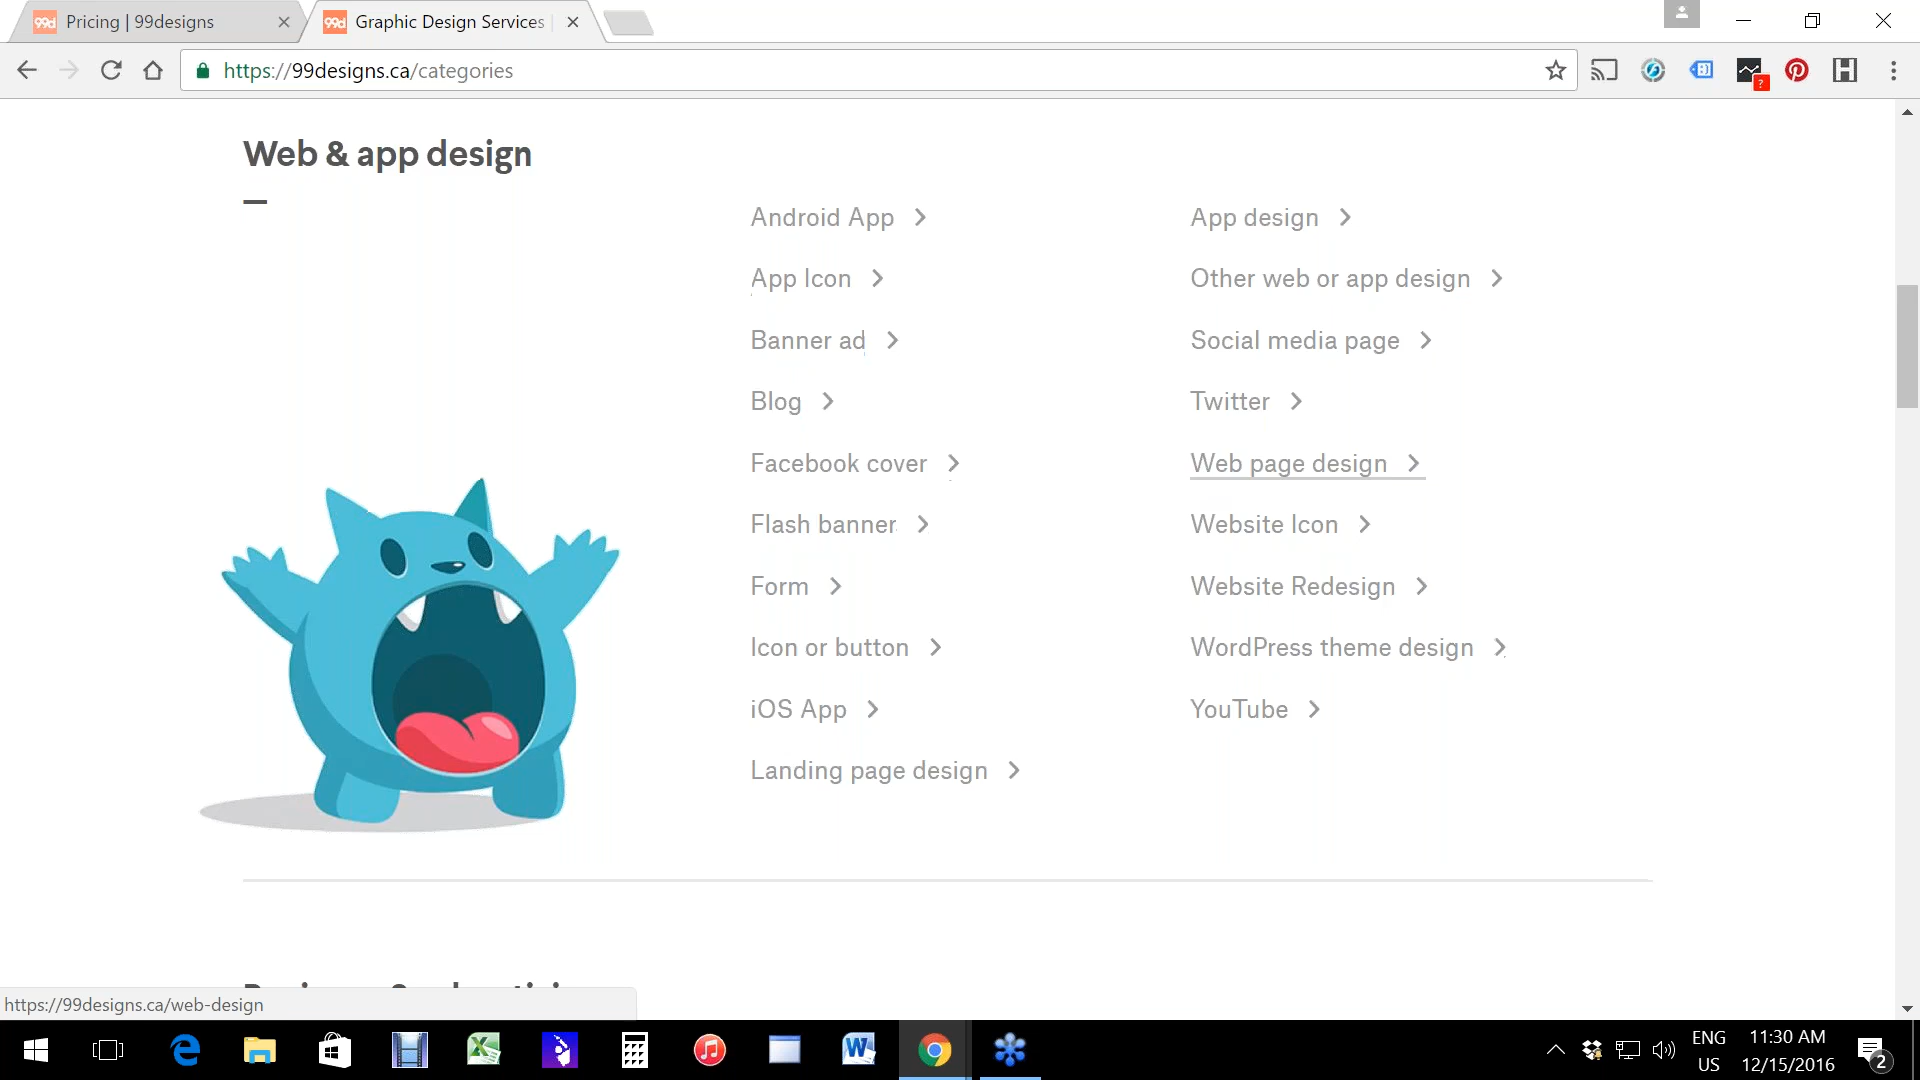 99d Pricing | 99designs
99d Graphic Design Services |
https://99designs.ca/categories
Web & app design
Android App
App design
App Icon
Other web or app design
Banner ad
Social media page
Blog
Twitter
Facebook cover
Web page design
Flash banner
Website Icon
Form
Website Redesign
Icon or button
WordPress theme design
iOS App
YouTube
Landing page design
https://99designs.ca/web-design
ENG
US
11:30 AM
12/15/2016
2